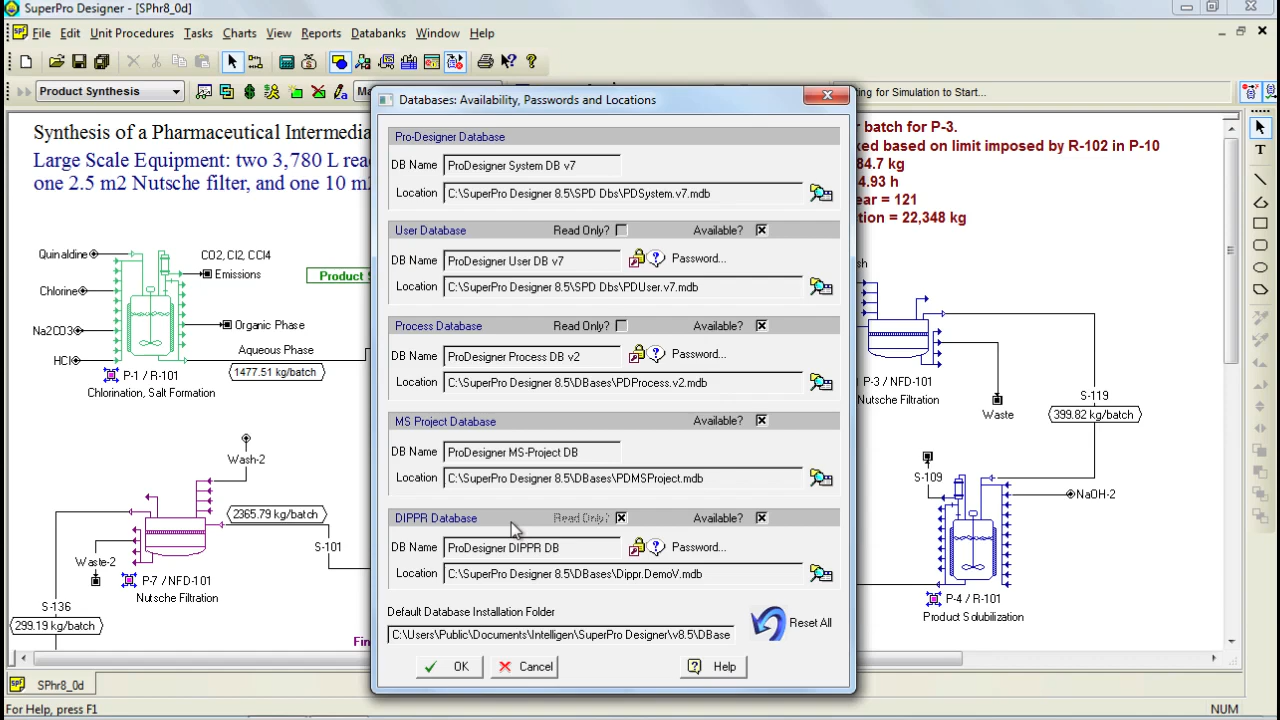 SuperPro Designer - [SPhr8_0d]
File Edit Unit Procedures Tasks Charts View Reports Databanks Window Help
Product Synthesis
ing for Simulation to Start...
Synthesis of a Pharmaceutical Intermedia
Large Scale Equipment: two 3,780 L rea
one 2.5 m2 Nutsche filter, and one 10 m2
er batch for P-3.
xed based on limit imposed by R-102 in P-10
84.7 kg
4.93 h
ear = 121
tion = 22,348 kg
Quinaldine
CO2, Cl2, CCl4
Emissions
Product S
Chlorine
Organic Phase
Na2CO3
Aqueous Phase
HCl
1477.51 kg/batch
P-1 / R-101
Chlorination, Salt Formation
Wash-2
2365.79 kg/batch
S-101
Waste-2
P-7 / NFD-101
Nutsche Filtration
S-136
299.19 kg/batch
Fin
Databases: Availability, Passwords and Locations
Pro-Designer Database
DB Name ProDesigner System DB v7
Location C:\SuperPro Designer 8.5\SPD Dbs\PDSystem.v7.mdb
User Database Read Only? Available?
DB Name ProDesigner User DB v7 Password...
Location C:\SuperPro Designer 8.5\SPD Dbs\PDUser.v7.mdb
Process Database Read Only? Available?
DB Name ProDesigner Process DB v2 Password...
Location C:\SuperPro Designer 8.5\DBases\PDProcess.v2.mdb
MS Project Database Available?
DB Name ProDesigner MS-Project DB
Location C:\SuperPro Designer 8.5\DBases\PDMSProject.mdb
DIPPR Database Read Only? Available?
DB Name ProDesigner DIPPR DB Password...
Location C:\SuperPro Designer 8.5\DBases\Dippr.DemoV.mdb
Default Database Installation Folder
C:\Users\Public\Documents\Intelligen\SuperPro Designer\v8.5\DBase
Reset All
OK Cancel Help
sh
P-3 / NFD-101
Nutsche Filtration
Waste
S-119
399.82 kg/batch
S-109
NaOH-2
P-4 / R-101
Product Solubilization
SPhr8_0d
For Help, press F1
NUM